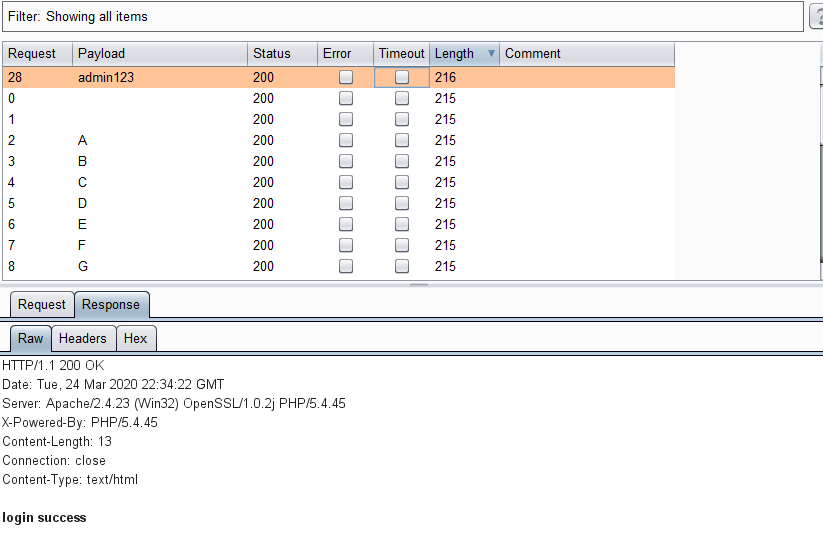 Filter: Showing all items
?
Request Payload Status Error Timeout Length Comment
28 admin123 200 216
0 200 215
1 200 215
2 A 200 215
3 B 200 215
4 C 200 215
5 D 200 215
6 E 200 215
7 F 200 215
8 G 200 215
Request Response
Raw Headers Hex
HTTP/1.1 200 OK
Date: Tue, 24 Mar 2020 22:34:22 GMT
Server: Apache/2.4.23 (Win32) OpenSSL/1.0.2j PHP/5.4.45
X-Powered-By: PHP/5.4.45
Content-Length: 13
Connection: close
Content-Type: text/html
login success